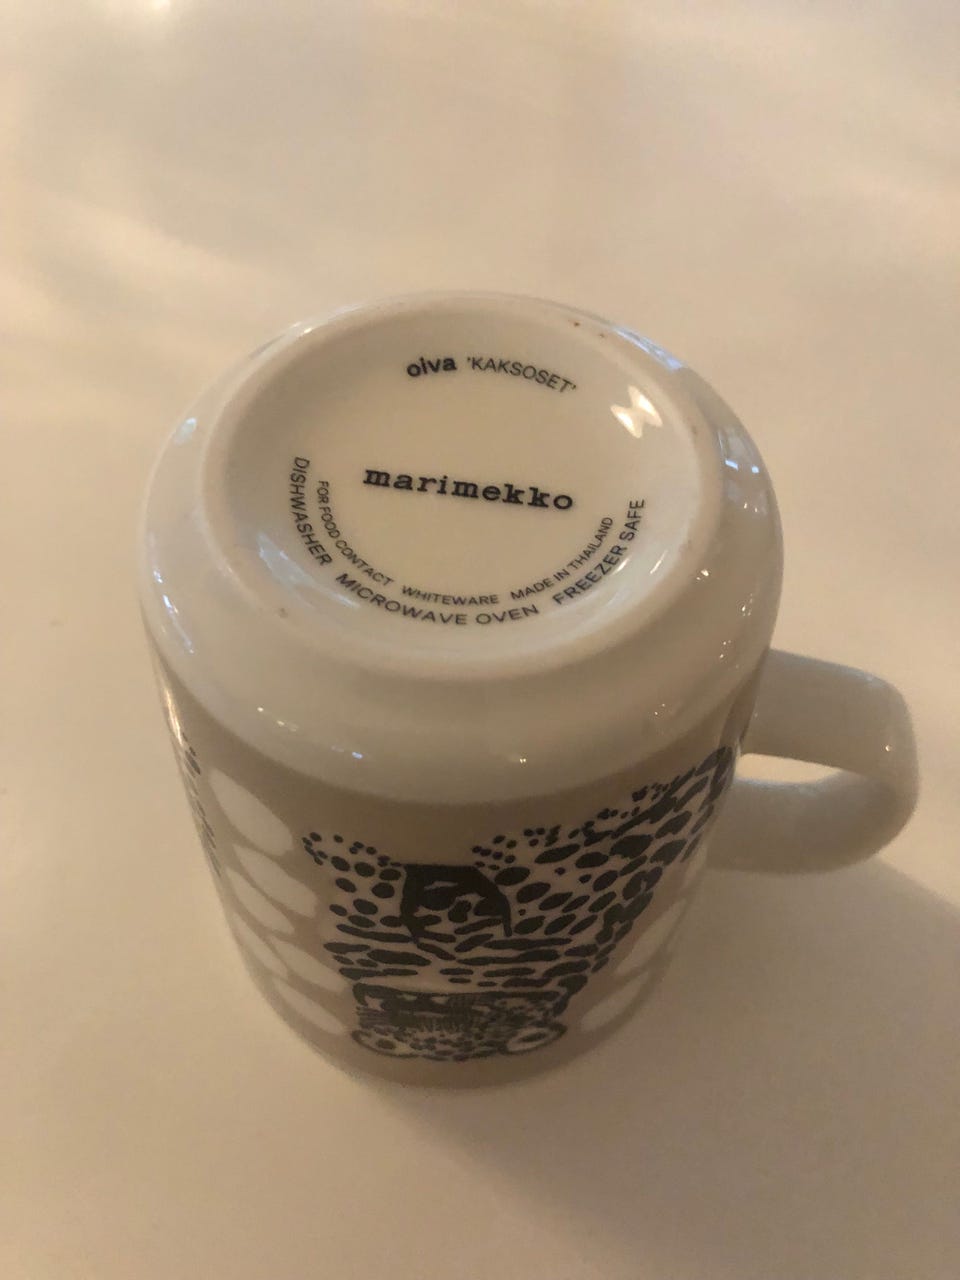 oiva 'KAKSOSET'
marimekko
FOR FOOD CONTACT WHITEWARE MADE IN THAILAND
DISHWASHER MICROWAVE OVEN FREEZER SAFE